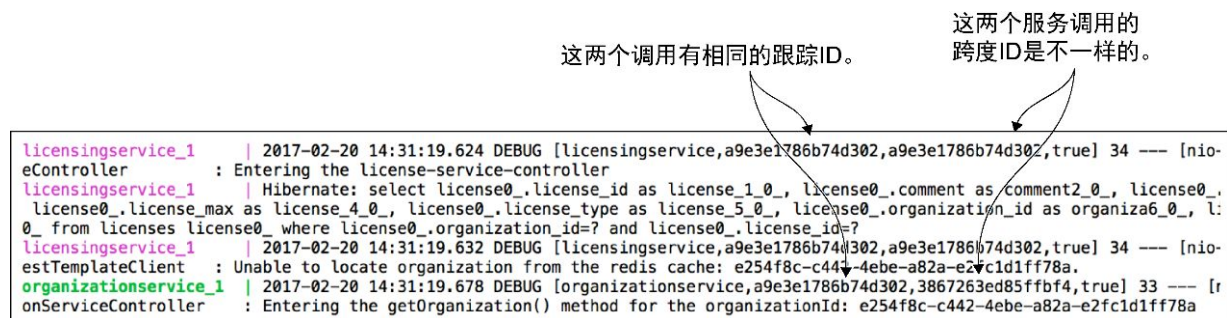 这两个服务调用的
跨度ID是不一样的。
这两个调用有相同的跟踪ID。
licensingservice_1 | 2017-02-20 14:31:19.624 DEBUG [licensingservice,a9e3e1786b74d302,a9e3e1786b74d302,true] 34 --- [nio-
eController : Entering the license-service-controller
licensingservice_1 | Hibernate: select license0_.license_id as license_1_0_, license0_.comment as comment2_0_, license0_.
license0_.license_max as license_4_0_, license0_.license_type as license_5_0_, license0_.organization_id as organiza6_0_, li
0_ from licenses license0_ where license0_.organization_id=? and license0_.license_id=?
licensingservice_1 | 2017-02-20 14:31:19.632 DEBUG [licensingservice,a9e3e1786b74d302,a9e3e1786b74d302,true] 34 --- [nio-
estTemplateClient : Unable to locate organization from the redis cache: e254f8c-c442-4ebe-a82a-e2fc1d1ff78a.
organizationservice_1 | 2017-02-20 14:31:19.678 DEBUG [organizationservice,a9e3e1786b74d302,3867263ed85ffbf4,true] 33 --- [n
onServiceController : Entering the getOrganization() method for the organizationId: e254f8c-c442-4ebe-a82a-e2fc1d1ff78a